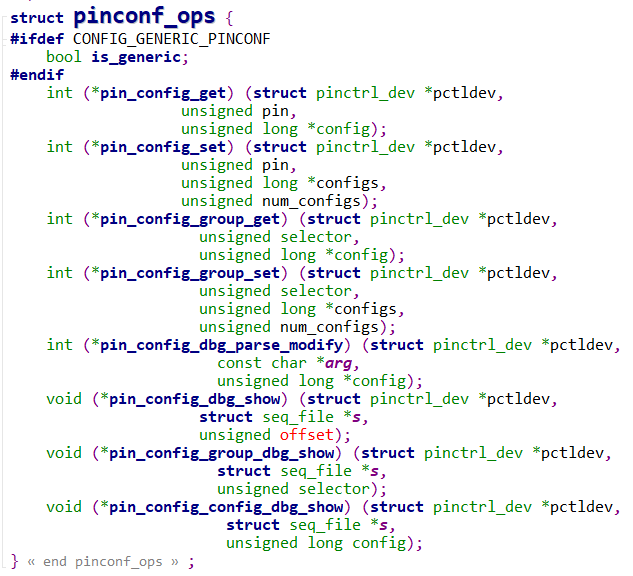 struct pinconf_ops {
#ifdef CONFIG_GENERIC_PINCONF
    bool is_generic;
#endif
    int (*pin_config_get) (struct pinctrl_dev *pctldev,
                   unsigned pin,
                   unsigned long *config);
    int (*pin_config_set) (struct pinctrl_dev *pctldev,
                   unsigned pin,
                   unsigned long *configs,
                   unsigned num_configs);
    int (*pin_config_group_get) (struct pinctrl_dev *pctldev,
                     unsigned selector,
                     unsigned long *config);
    int (*pin_config_group_set) (struct pinctrl_dev *pctldev,
                     unsigned selector,
                     unsigned long *configs,
                     unsigned num_configs);
    int (*pin_config_dbg_parse_modify) (struct pinctrl_dev *pctldev,
                       const char *arg,
                       unsigned long *config);
    void (*pin_config_dbg_show) (struct pinctrl_dev *pctldev,
                     struct seq_file *s,
                     unsigned offset);
    void (*pin_config_group_dbg_show) (struct pinctrl_dev *pctldev,
                       struct seq_file *s,
                       unsigned selector);
    void (*pin_config_config_dbg_show) (struct pinctrl_dev *pctldev,
                        struct seq_file *s,
                        unsigned long config);
} « end pinconf_ops » ;